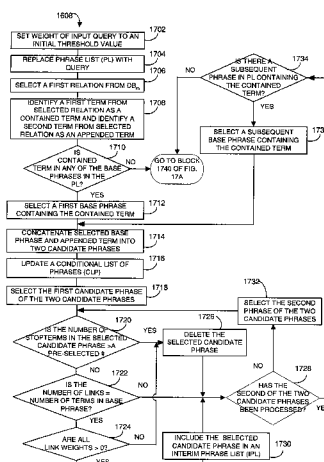 1608
SET WEIGHT OF INPUT QUERY TO AN
INITIAL THRESHOLD VALUE
1702
REPLACE PHRASE LIST (PL) WITH
QUERY
1704
1706
SELECT A FIRST RELATION FROM DB
IDENTIFY A FIRST TERM FROM
SELECTED RELATION AS A
CONTAINED TERM AND IDENTIFY A
SECOND TERM FROM SELECTED
RELATION AS AN APPENDED TERM
1708
IS
CONTAINED
TERM IN ANY OF THE BASE
PHRASES IN THE
PL?
1710
NO
YES
GO TO BLOCK
1740 OF FIG.
17A
SELECT A FIRST BASE PHRASE
CONTAINING THE CONTAINED TERM
1712
CONCATENATE SELECTED BASE
PHRASE AND APPENDED TERM INTO
TWO CANDIDATE PHRASES
1714
UPDATE A CONDITIONAL LIST OF
PHRASES (CLP)
1716
SELECT THE FIRST CANDIDATE PHRASE
OF THE TWO CANDIDATE PHRASES
1718
IS THE NUMBER OF
STOPTERMS IN THE SELECTED
CANDIDATE PHRASE >A
PRE-SELECTED #
1720
YES
NO
IS THE
NUMBER OF LINKS =
NUMBER OF TERMS IN BASE
PHRASE?
1722
NO
YES
ARE ALL
LINK WEIGHTS > 0?
1724
NO
YES
1726
DELETE THE
SELECTED CANDIDATE
PHRASE
HAS THE
SECOND OF THE TWO
CANDIDATE PHRASES
BEEN PROCESSED?
1728
NO
INCLUDE THE SELECTED
CANDIDATE PHRASE IN AN
INTERIM PHRASE LIST (IPL)
1730
1732
SELECT THE SECOND
PHRASE OF THE TWO
CANDIDATE PHRASES
IS THERE A
SUBSEQUENT
PHRASE IN PL CONTAINING
THE CONTAINED
TERM?
1734
NO
YES
SELECT A SUBSEQUENT
BASE PHRASE CONTAINING
THE CONTAINED TERM